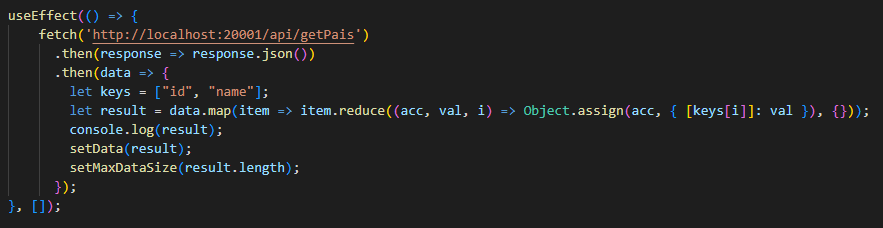 useEffect(() => {
    fetch('http://localhost:20001/api/getPais')
      .then(response => response.json())
      .then(data => {
        let keys = ["id", "name"];
        let result = data.map(item => item.reduce((acc, val, i) => Object.assign(acc, { [keys[i]]: val }), {}));
        console.log(result);
        setData(result);
        setMaxDataSize(result.length);
      });
}, []);